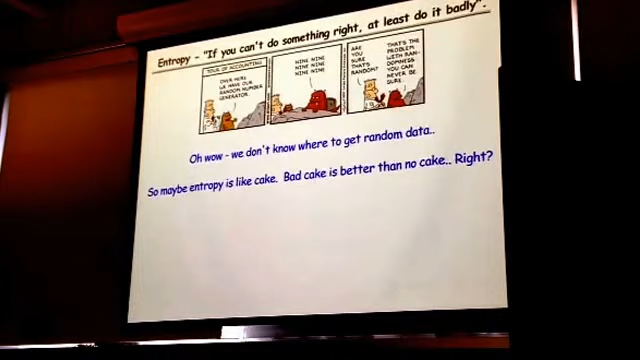 Entropy - "If you can't do something right, at least do it badly".
TOUR OF ACCOUNTING
OVER HERE
WE HAVE OUR
RANDOM NUMBER
GENERATOR.
NINE NINE
NINE NINE
NINE NINE
ARE
YOU
SURE
THAT'S
RANDOM?
THAT'S THE
PROBLEM
WITH RAN-
DOMNESS
YOU CAN
NEVER BE
SURE.
Oh wow - we don't know where to get random data..
So maybe entropy is like cake. Bad cake is better than no cake.. Right?